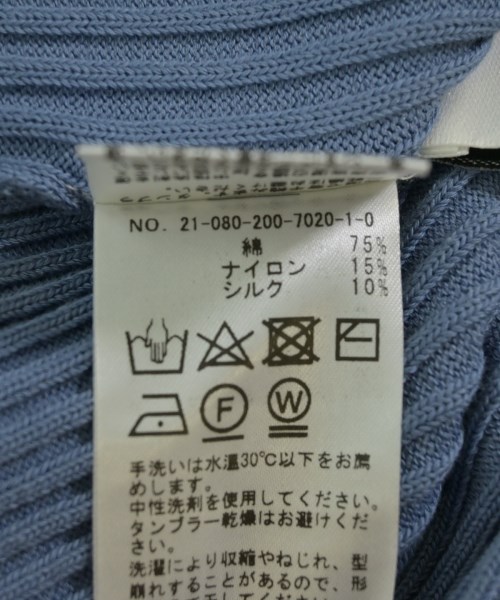 NO. 21-080-200-7020-1-0
綿 75%
ナイロン 15%
シルク 10%
F
W
手洗いは水温30℃以下をお薦
めします。
中性洗剤を使用してください。
タンブラー乾燥はお避けくだ
さい。
洗濯により収縮や ねじれ、型
崩れすることがあるので、形